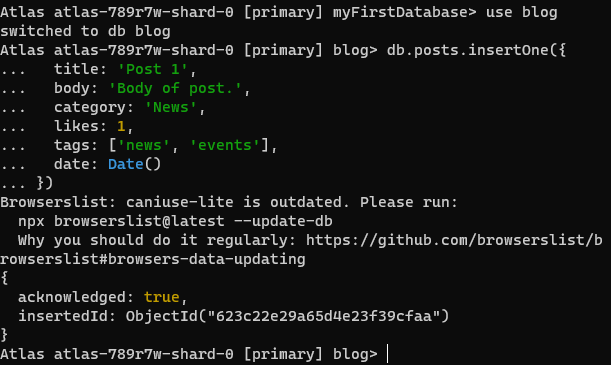 Atlas atlas-789r7w-shard-0 [primary] myFirstDatabase> use blog
switched to db blog
Atlas atlas-789r7w-shard-0 [primary] blog> db.posts.insertOne({
...   title: 'Post 1',
...   body: 'Body of post.',
...   category: 'News',
...   likes: 1,
...   tags: ['news', 'events'],
...   date: Date()
... })
Browserslist: caniuse-lite is outdated. Please run:
  npx browserslist@latest --update-db
  Why you should do it regularly: https://github.com/browserslist/b
rowserslist#browsers-data-updating
{
  acknowledged: true,
  insertedId: ObjectId("623c22e29a65d4e23f39cfaa")
}
Atlas atlas-789r7w-shard-0 [primary] blog>